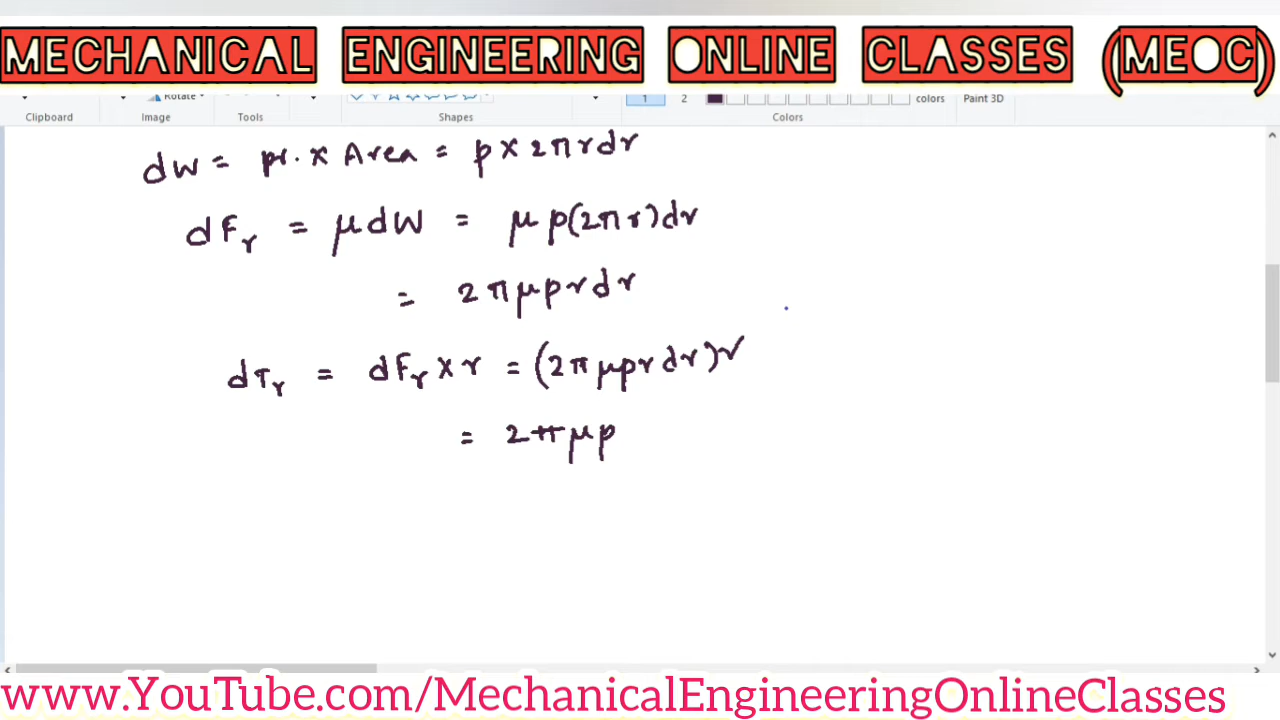 MECHANICAL ENGINEERING ONLINE CLASSES (MEOC)
Rotate 1 2 colors Paint 3D
Clipboard Image Tools Shapes Colors
dW = pr. x Area = p x 2πrdr
dFr = μdW = μp(2πr)dr
= 2πμprdr
dTr = dFr x r = (2πμprdr)r
= 2πμp
www.YouTube.com/MechanicalEngineeringOnlineClasses